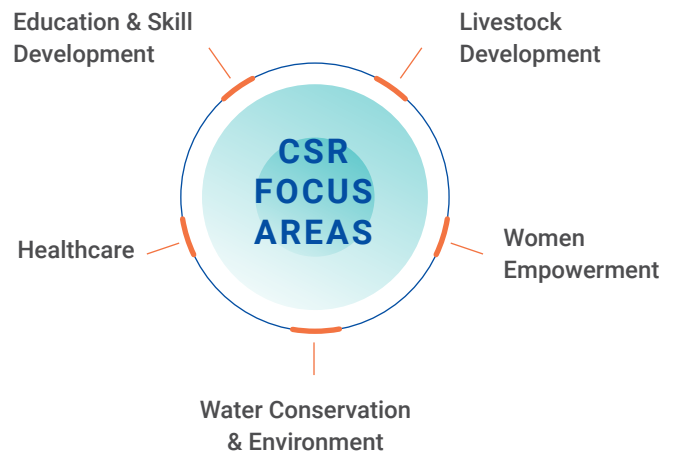 Education & Skill
Development
Livestock
Development
CSR
FOCUS
AREAS
Healthcare
Women
Empowerment
Water Conservation
& Environment